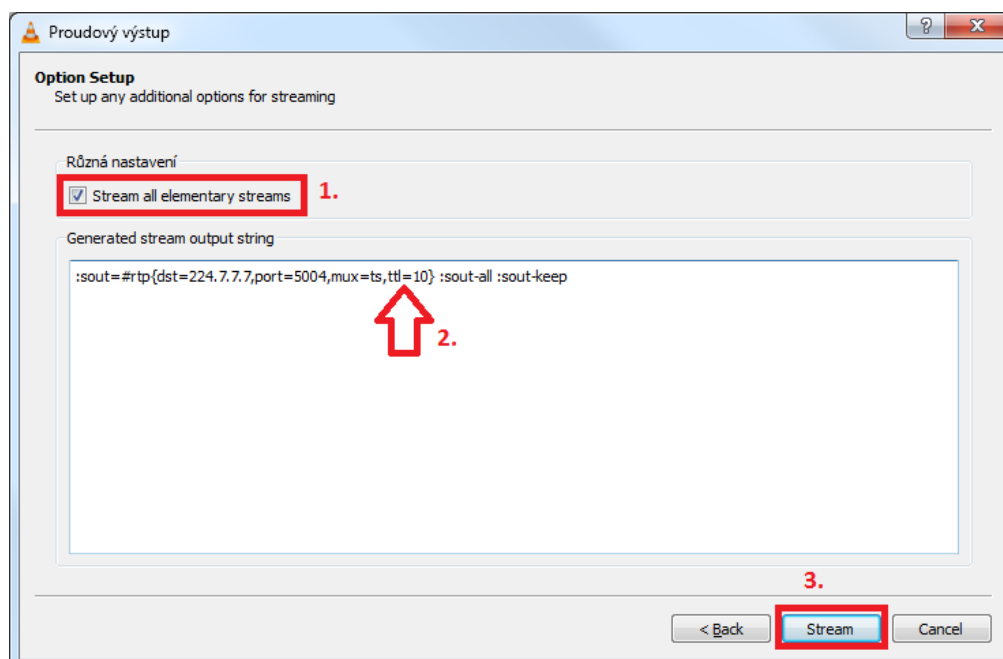 Proudový výstup
Option Setup
Set up any additional options for streaming
Různá nastavení
Stream all elementary streams 1.
Generated stream output string
:sout=#rtp{dst=224.7.7.7,port=5004,mux=ts,ttl=10} :sout-all :sout-keep
2.
3.
< Back Stream Cancel